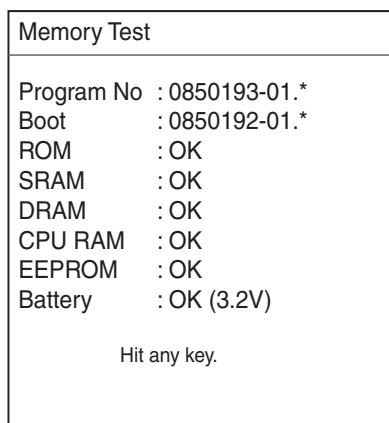 Memory Test
Program No : 0850193-01.*
Boot : 0850192-01.*
ROM : OK
SRAM : OK
DRAM : OK
CPU RAM : OK
EEPROM : OK
Battery : OK (3.2V)
Hit any key.